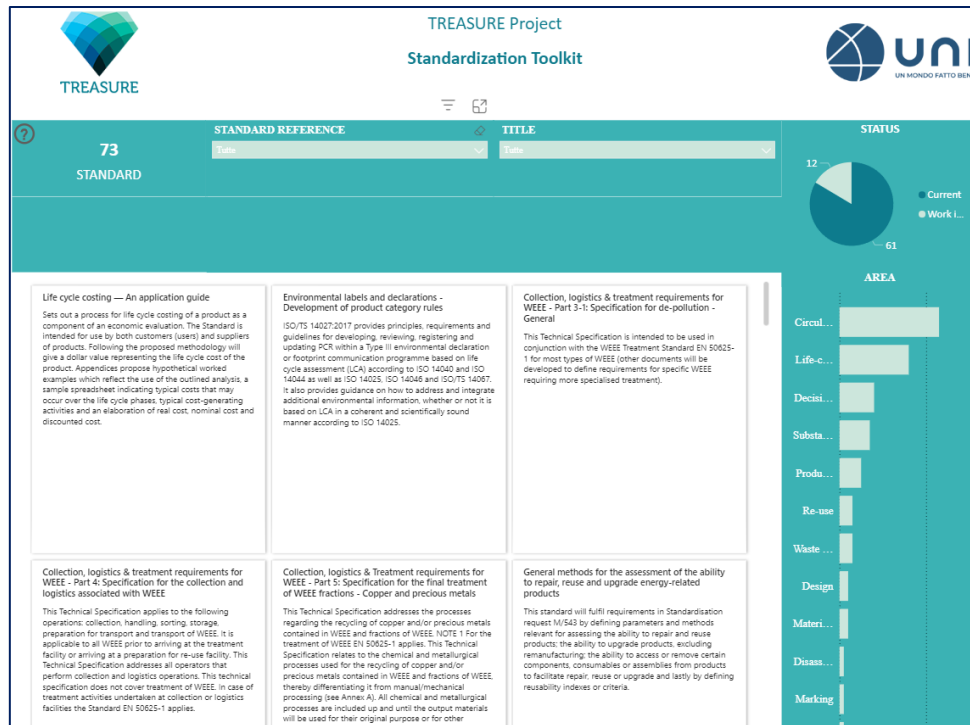 TREASURE Project
Standardization Toolkit
TREASURE
UNI
UN MONDO FATTO BEN
?
73
STANDARD
STANDARD REFERENCE
Tutte
TITLE
Tutte
STATUS
12
61
Current
Work i...
AREA
Circul...
Life-c...
Decisi...
Substa...
Produ...
Re-use
Waste ...
Design
Materi...
Disass...
Marking
Life cycle costing — An application guide
Sets out a process for life cycle costing of a product as a
component of an economic evaluation. The Standard is
intended for use by both customers (users) and suppliers
of products. Following the proposed methodology will
give a dollar value representing the life cycle cost of the
product. Appendices propose hypothetical worked
examples which reflect the use of the outlined analysis, a
sample spreadsheet indicating typical costs that may
occur over the life cycle phases, typical cost-generating
activities and an elaboration of real cost, nominal cost and
discounted cost.
Environmental labels and declarations -
Development of product category rules
ISO/TS 14027:2017 provides principles, requirements and
guidelines for developing, reviewing, registering and
updating PCR within a Type III environmental declaration
or footprint communication programme based on life
cycle assessment (LCA) according to ISO 14040 and ISO
14044 as well as ISO 14025, ISO 14046 and ISO/TS 14067.
It also provides guidance on how to address and integrate
additional environmental information, whether or not it is
based on LCA in a coherent and scientifically sound
manner according to ISO 14025.
Collection, logistics & treatment requirements for
WEEE - Part 3-1: Specification for de-pollution -
General
This Technical Specification is intended to be used in
conjunction with the WEEE Treatment Standard EN 50625-
1 for most types of WEEE (other documents will be
developed to define requirements for specific WEEE
requiring more specialised treatment).
Collection, logistics & treatment requirements for
WEEE - Part 4: Specification for the collection and
logistics associated with WEEE
This Technical Specification applies to the following
operations: collection, handling, sorting, storage,
preparation for transport and transport of WEEE. It is
applicable to all WEEE prior to arriving at the treatment
facility or arriving at a preparation for re-use facility. This
Technical Specification addresses all operators that
perform collection and logistics operations. This technical
specification does not cover treatment of WEEE. In case of
treatment activities undertaken at collection or logistics
facilities the Standard EN 50625-1 applies.
Collection, logistics & Treatment requirements for
WEEE - Part 5: Specification for the final treatment
of WEEE fractions - Copper and precious metals
This Technical Specification addresses the processes
regarding the recycling of copper and/or precious metals
contained in WEEE and fractions of WEEE. NOTE 1 For the
treatment of WEEE EN 50625-1 applies. This Technical
Specification relates to the chemical and metallurgical
processes used for the recycling of copper and/or
precious metals contained in WEEE and fractions of WEEE,
thereby differentiating it from manual/mechanical
processing (see Annex A). All chemical and metallurgical
processes are included up and until the output materials
will be used for their original purpose or for other
General methods for the assessment of the ability
to repair, reuse and upgrade energy-related
products
This standard will fulfil requirements in Standardisation
request M/543 by defining parameters and methods
relevant for assessing the ability to repair and reuse
products; the ability to upgrade products, excluding
remanufacturing; the ability to access or remove certain
components, consumables or assemblies from products
to facilitate repair, reuse or upgrade and lastly by defining
reusability indexes or criteria.